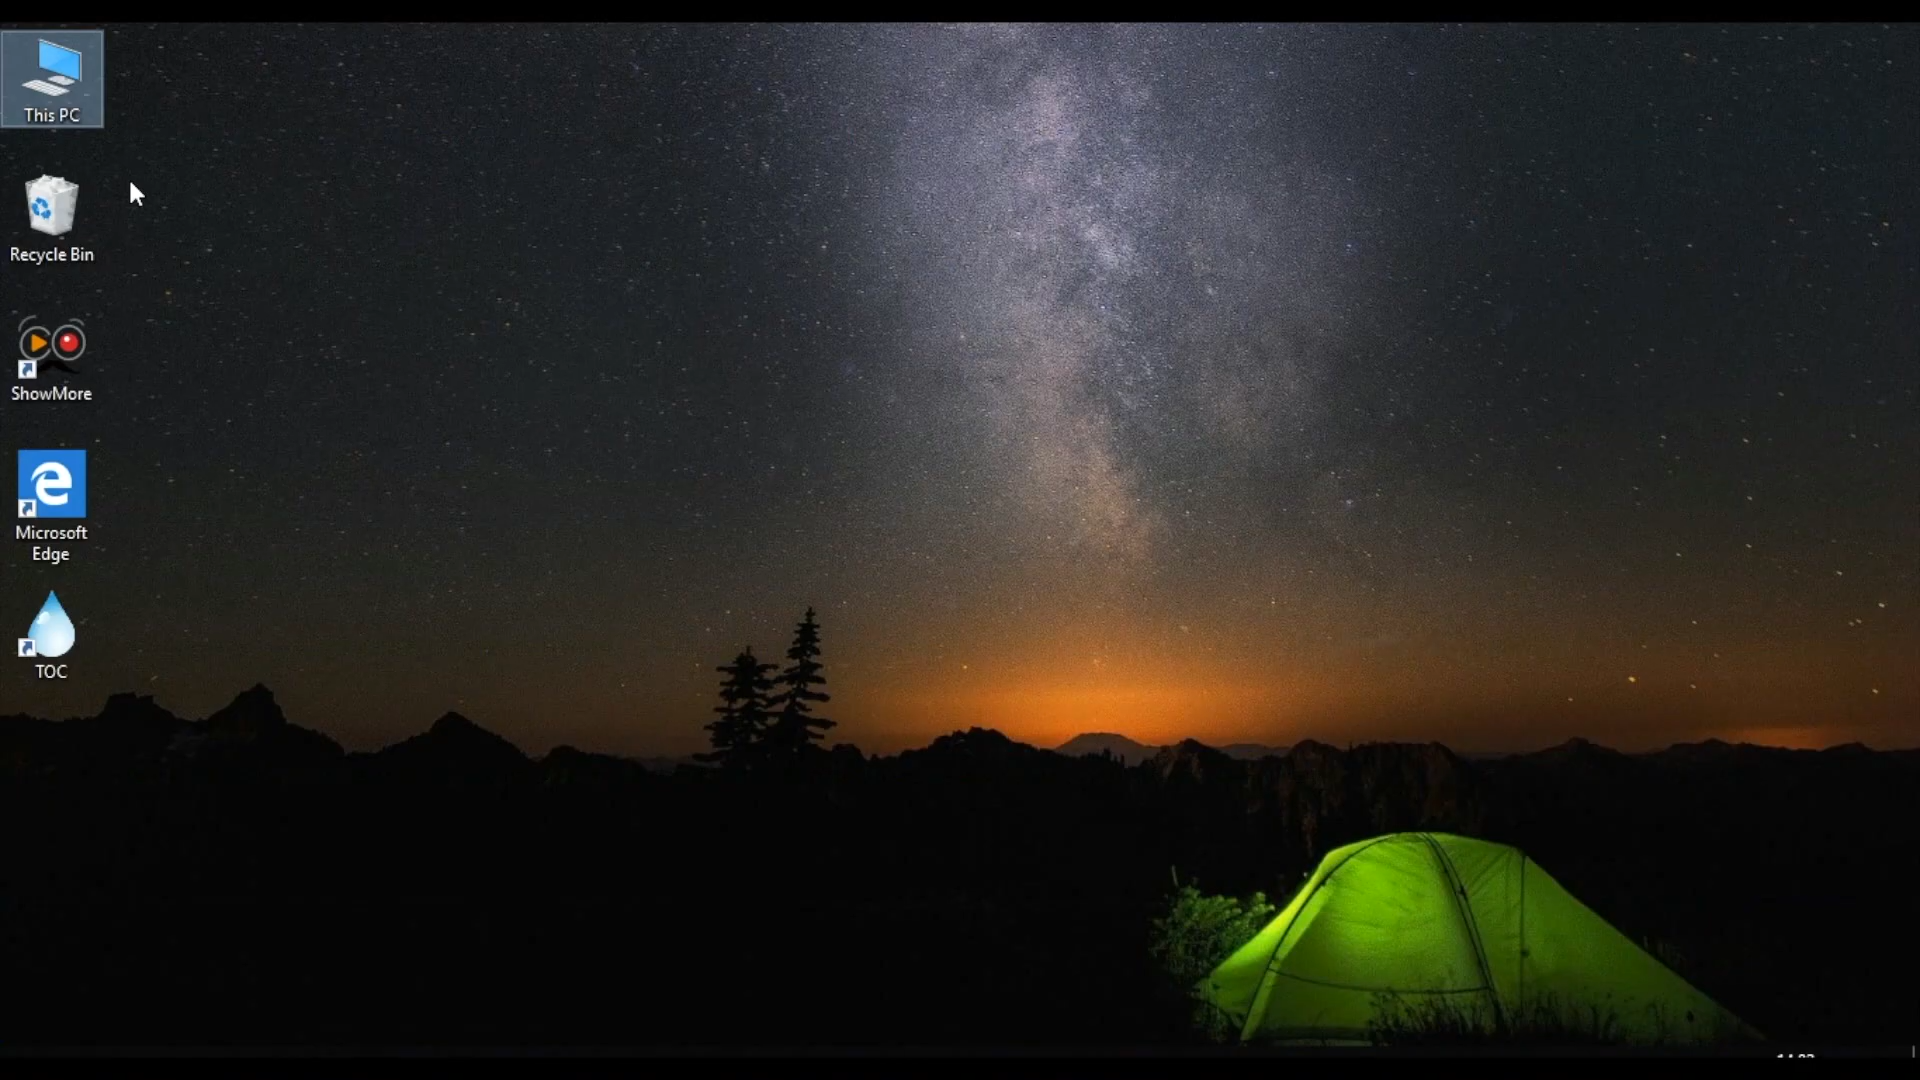 This PC
Recycle Bin
ShowMore
Microsoft
Edge
TOC